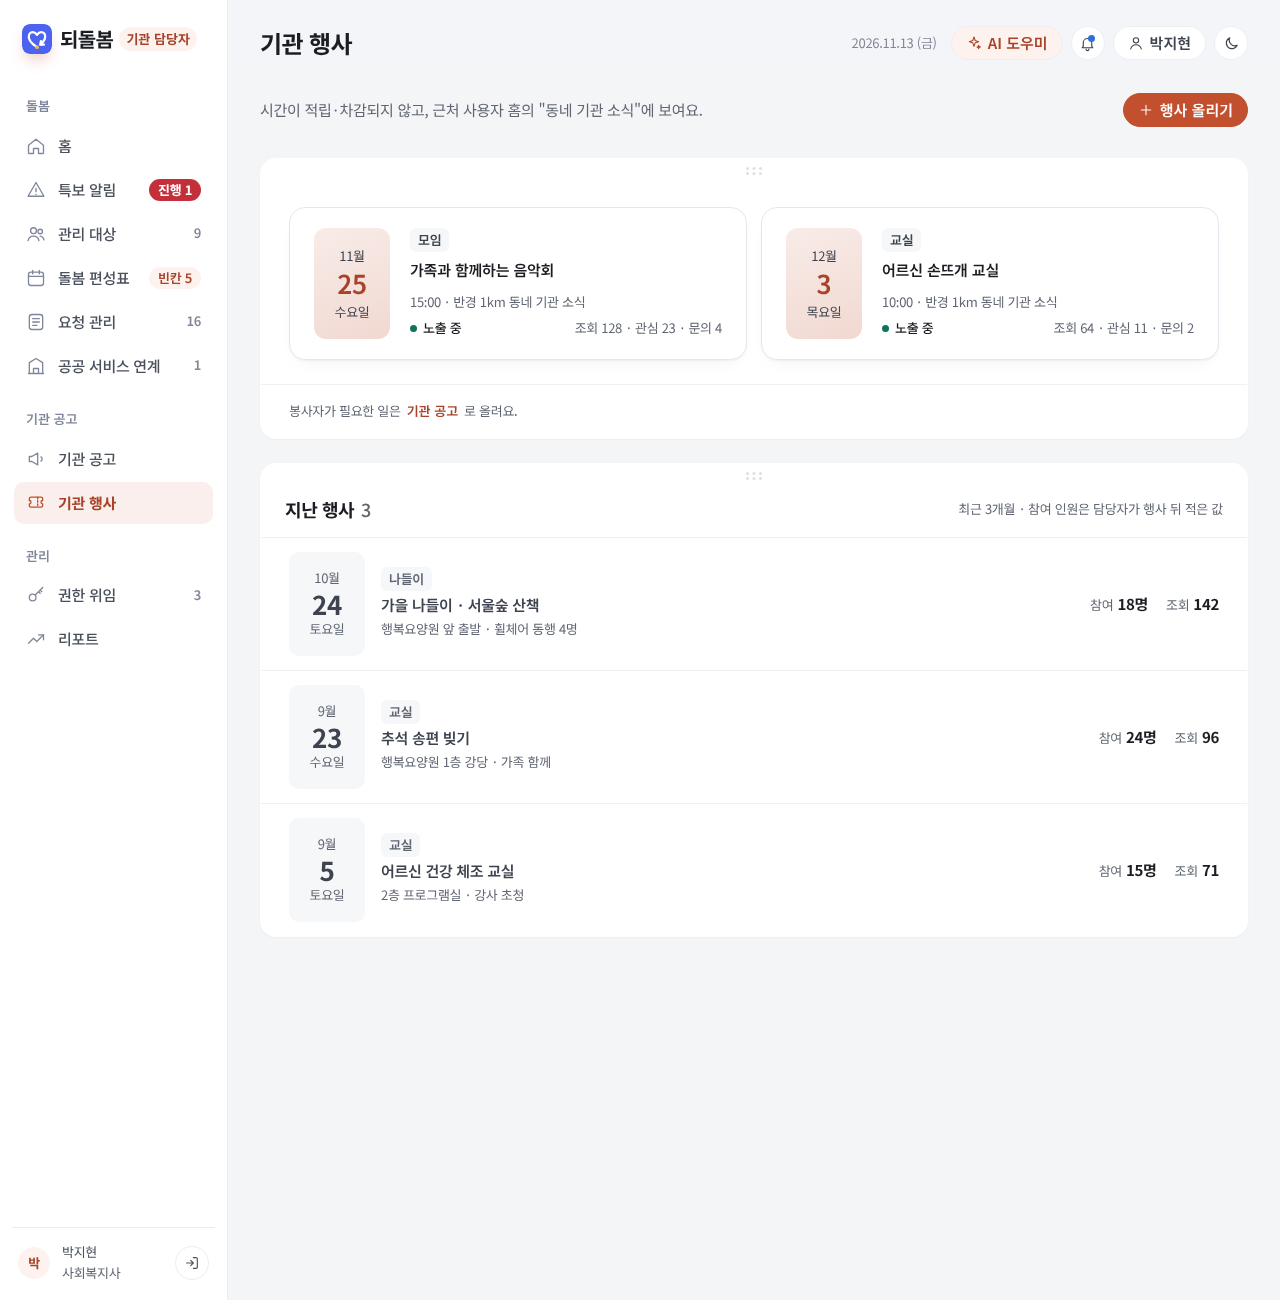 되돌봄 기관 담당자
돌봄
홈
특보 알림 진행 1
관리 대상 9
돌봄 편성표 빈칸 5
요청 관리 16
공공 서비스 연계 1
기관 공고
기관 공고
기관 행사
관리
권한 위임 3
리포트
박 박지현
사회복지사
기관 행사
2026.11.13 (금) AI 도우미 박지현
시간이 적립·차감되지 않고, 근처 사용자 홈의 "동네 기관 소식"에 보여요.
+ 행사 올리기
11월
25
수요일
모임
가족과 함께하는 음악회
15:00 · 반경 1km 동네 기관 소식
노출 중 조회 128 · 관심 23 · 문의 4
12월
3
목요일
교실
어르신 손뜨개 교실
10:00 · 반경 1km 동네 기관 소식
노출 중 조회 64 · 관심 11 · 문의 2
봉사자가 필요한 일은 기관 공고 로 올려요.
지난 행사 3
최근 3개월 · 참여 인원은 담당자가 행사 뒤 적은 값
10월
24
토요일
나들이
가을 나들이 · 서울숲 산책
행복요양원 앞 출발 · 휠체어 동행 4명
참여 18명 조회 142
9월
23
수요일
교실
추석 송편 빚기
행복요양원 1층 강당 · 가족 함께
참여 24명 조회 96
9월
5
토요일
교실
어르신 건강 체조 교실
2층 프로그램실 · 강사 초청
참여 15명 조회 71